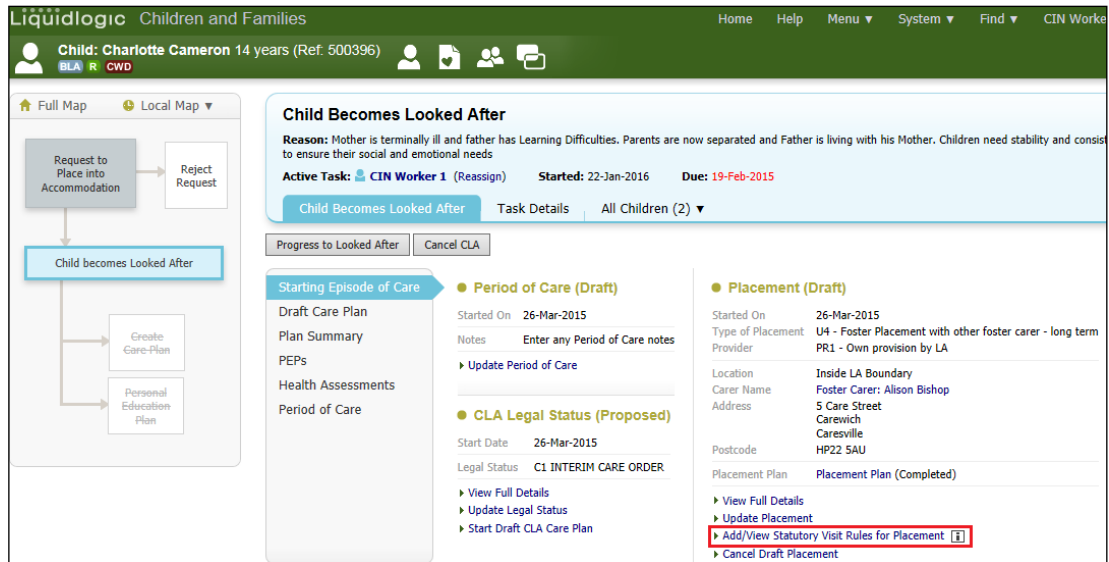 Liquidlogic Children and Families
Home Help Menu ▼ System ▼ Find ▼ CIN Worke
Child: Charlotte Cameron 14 years (Ref: 500396)
BLA R CWD
Full Map Local Map ▼
Request to
Place into
Accommodation
Reject
Request
Child becomes Looked After
Create
Care Plan
Personal
Education
Plan
Child Becomes Looked After
Reason: Mother is terminally ill and father has Learning Difficulties. Parents are now separated and Father is living with his Mother. Children need stability and consist
to ensure their social and emotional needs
Active Task: CIN Worker 1 (Reassign) Started: 22-Jan-2016 Due: 19-Feb-2015
Child Becomes Looked After Task Details All Children (2) ▼
Progress to Looked After Cancel CLA
Starting Episode of Care
Draft Care Plan
Plan Summary
PEPs
Health Assessments
Period of Care
Period of Care (Draft)
Started On 26-Mar-2015
Notes Enter any Period of Care notes
Update Period of Care
CLA Legal Status (Proposed)
Start Date 26-Mar-2015
Legal Status C1 INTERIM CARE ORDER
View Full Details
Update Legal Status
Start Draft CLA Care Plan
Placement (Draft)
Started On 26-Mar-2015
Type of Placement U4 - Foster Placement with other foster carer - long term
Provider PR1 - Own provision by LA
Location Inside LA Boundary
Carer Name Foster Carer: Alison Bishop
Address 5 Care Street
Carewich
Caresville
Postcode HP22 5AU
Placement Plan Placement Plan (Completed)
View Full Details
Update Placement
Add/View Statutory Visit Rules for Placement i
Cancel Draft Placement